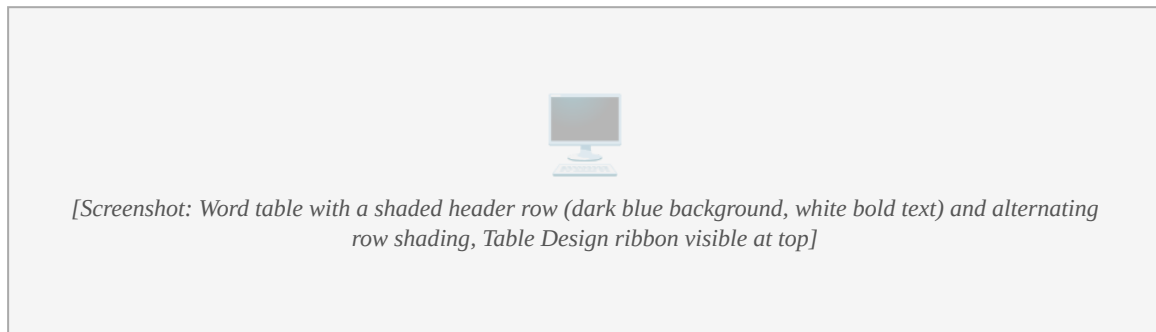 [Screenshot: Word table with a shaded header row (dark blue background, white bold text) and alternating
row shading, Table Design ribbon visible at top]